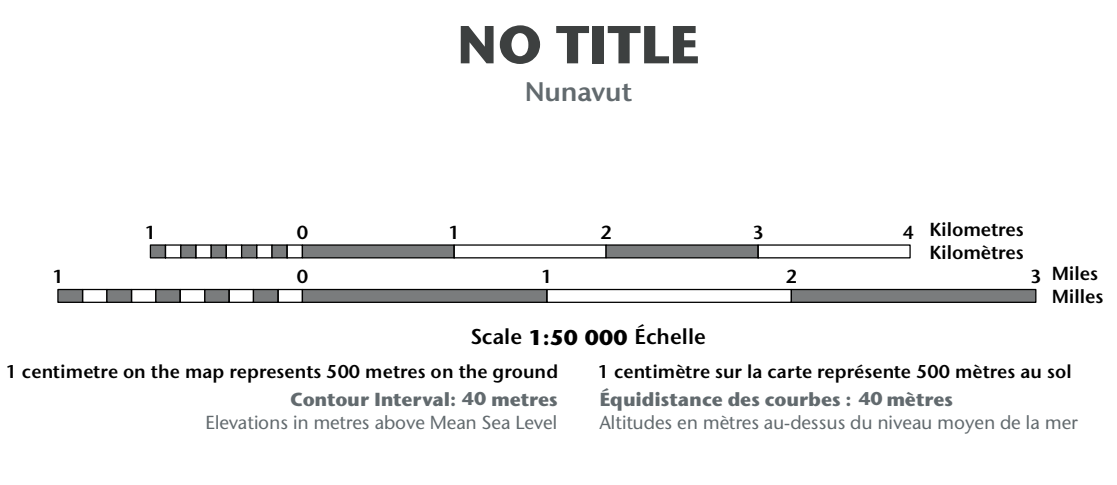 NO TITLE
Nunavut
1 0 1 2 3 4 Kilometres
Kilomètres
1 0 1 2 3 Miles
Milles
Scale 1:50 000 Échelle
1 centimetre on the map represents 500 metres on the ground
Contour Interval: 40 metres
Elevations in metres above Mean Sea Level
1 centimètre sur la carte représente 500 mètres au sol
Équidistance des courbes : 40 mètres
Altitudes en mètres au-dessus du niveau moyen de la mer